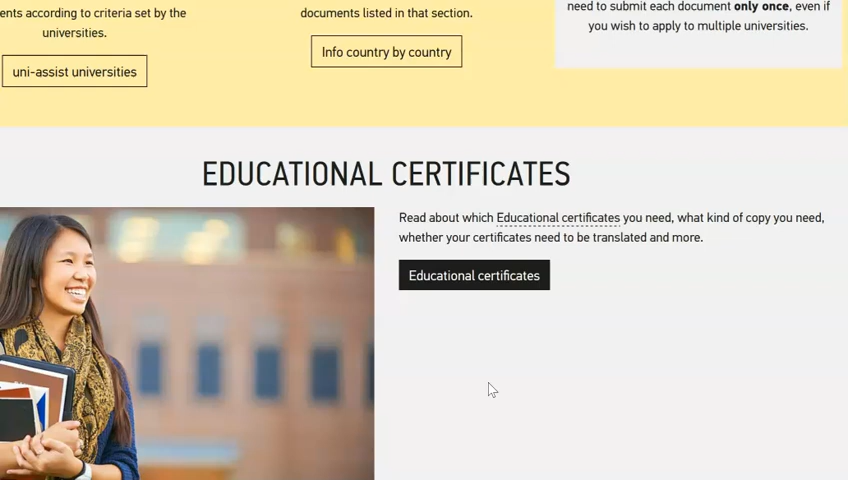 ents according to criteria set by the
universities.
uni-assist universities
documents listed in that section.
Info country by country
need to submit each document only once, even if
you wish to apply to multiple universities.
EDUCATIONAL CERTIFICATES
Read about which Educational certificates you need, what kind of copy you need,
whether your certificates need to be translated and more.
Educational certificates